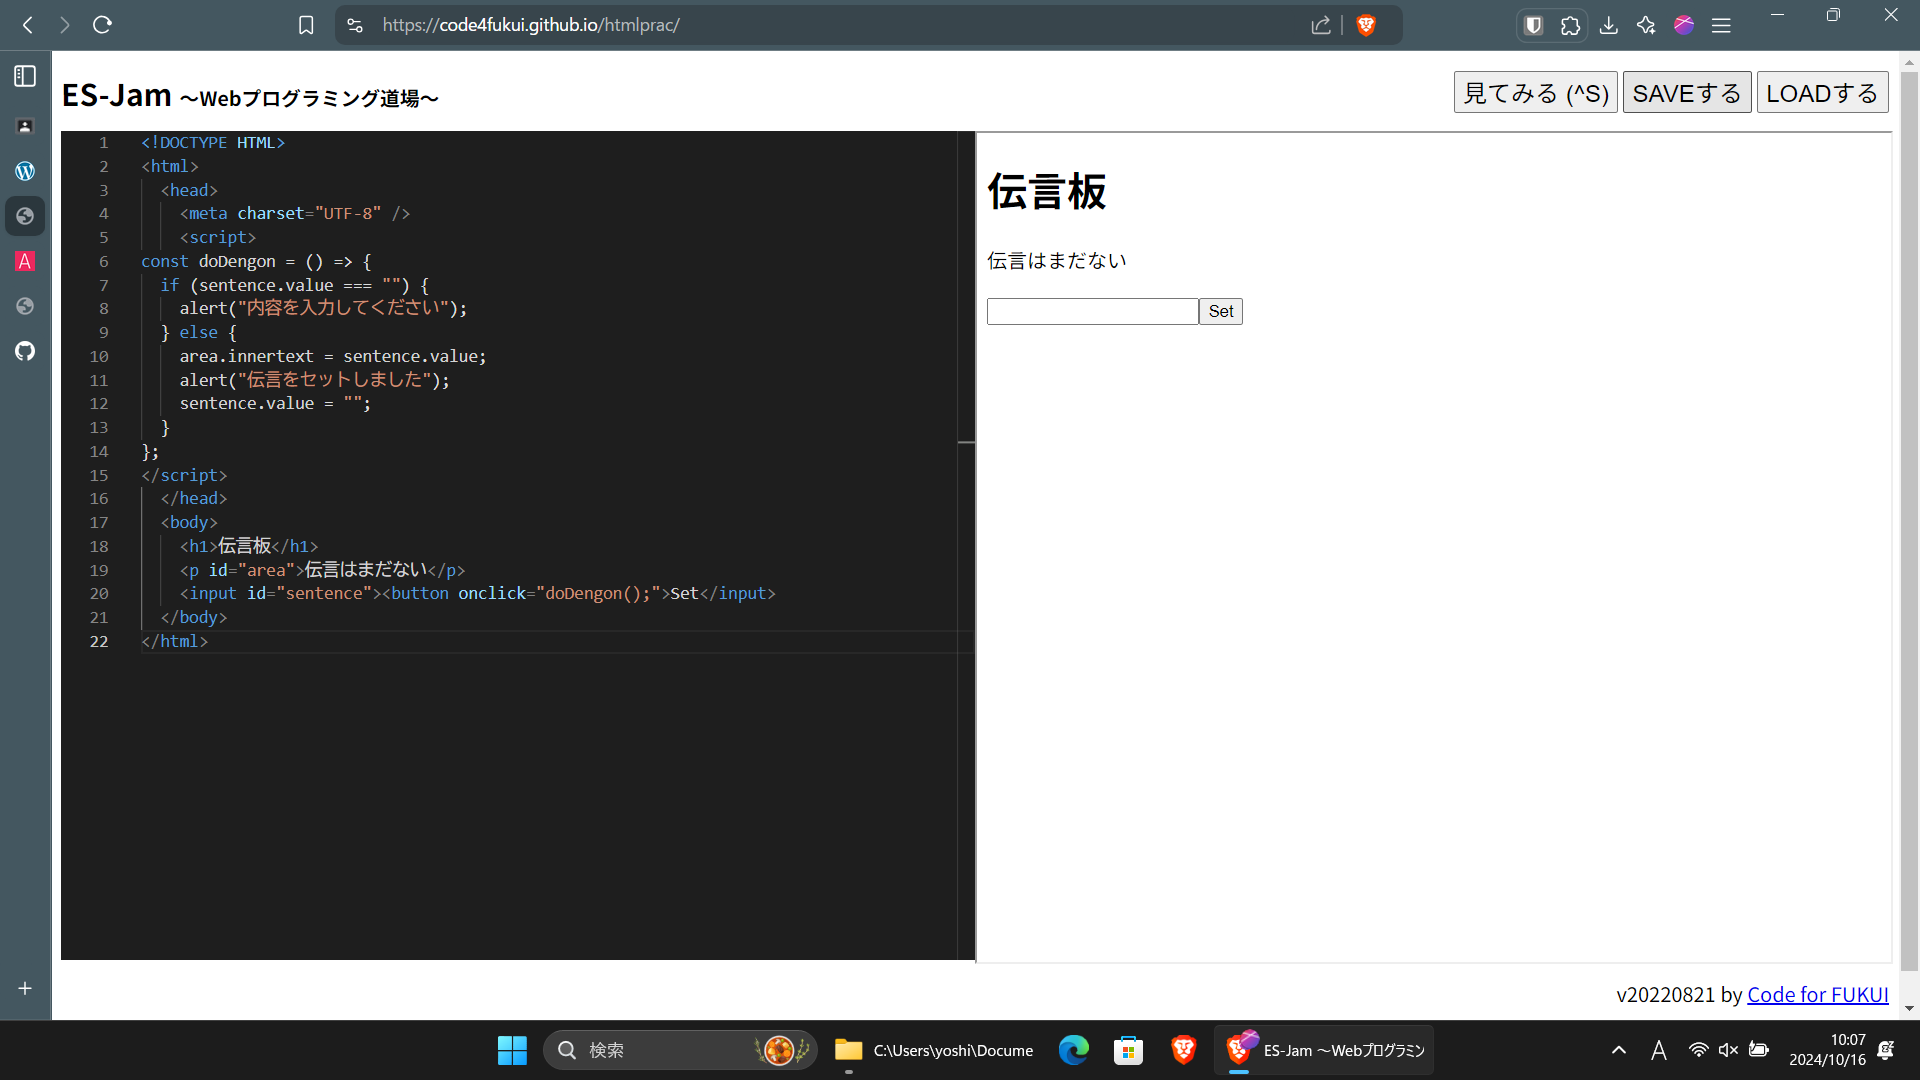 https://code4fukui.github.io/htmlprac/
ES-Jam ～Webプログラミング道場～
見てみる (^S) SAVEする LOADする
1 <!DOCTYPE HTML>
2 <html>
3 <head>
4 <meta charset="UTF-8" />
5 <script>
6 const doDengon = () => {
7 if (sentence.value === "") {
8 alert("内容を入力してください");
9 } else {
10 area.innertext = sentence.value;
11 alert("伝言をセットしました");
12 sentence.value = "";
13 }
14 };
15 </script>
16 </head>
17 <body>
18 <h1>伝言板</h1>
19 <p id="area">伝言はまだない</p>
20 <input id="sentence"><button onclick="doDengon();">Set</input>
21 </body>
22 </html>
伝言板
伝言はまだない
Set
v20220821 by Code for FUKUI
検索
C:\Users\yoshi\Docume
ES-Jam ～Webプログラミン
A
10:07
2024/10/16